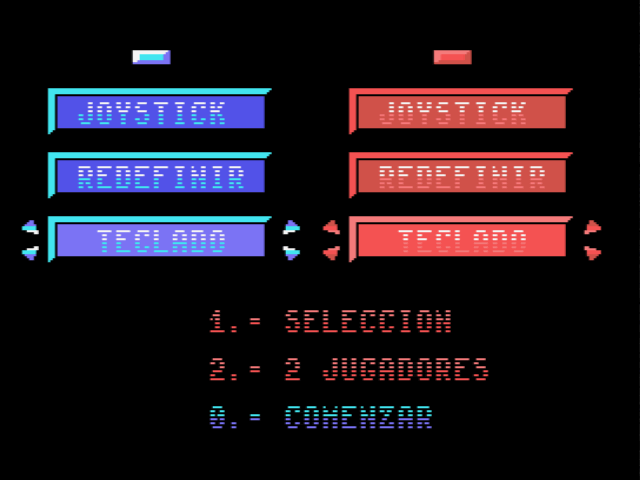 JOYSTICK JOYSTICK
REDEFINIR REDEFINIR
TECLADO TECLADO
1.= SELECCION
2.= 2 JUGADORES
0.= COMENZAR